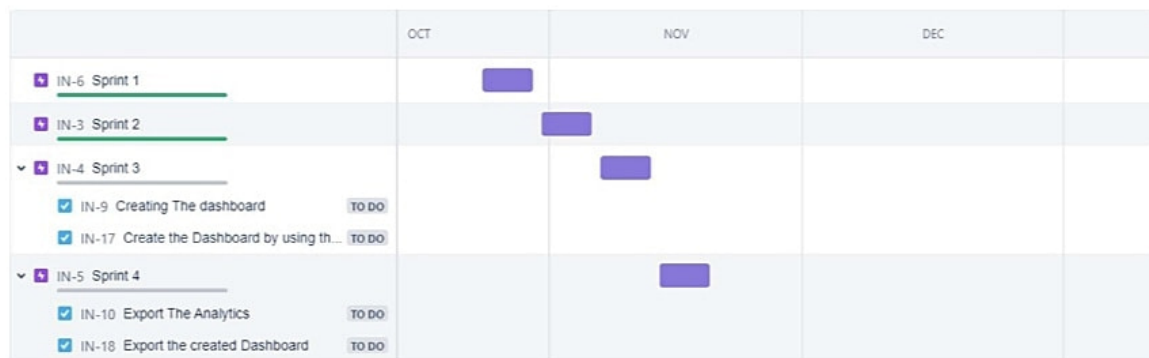 OCT NOV DEC
IN-6 Sprint 1
IN-3 Sprint 2
IN-4 Sprint 3
IN-9 Creating The dashboard TO DO
IN-17 Create the Dashboard by using th... TO DO
IN-5 Sprint 4
IN-10 Export The Analytics TO DO
IN-18 Export the created Dashboard TO DO